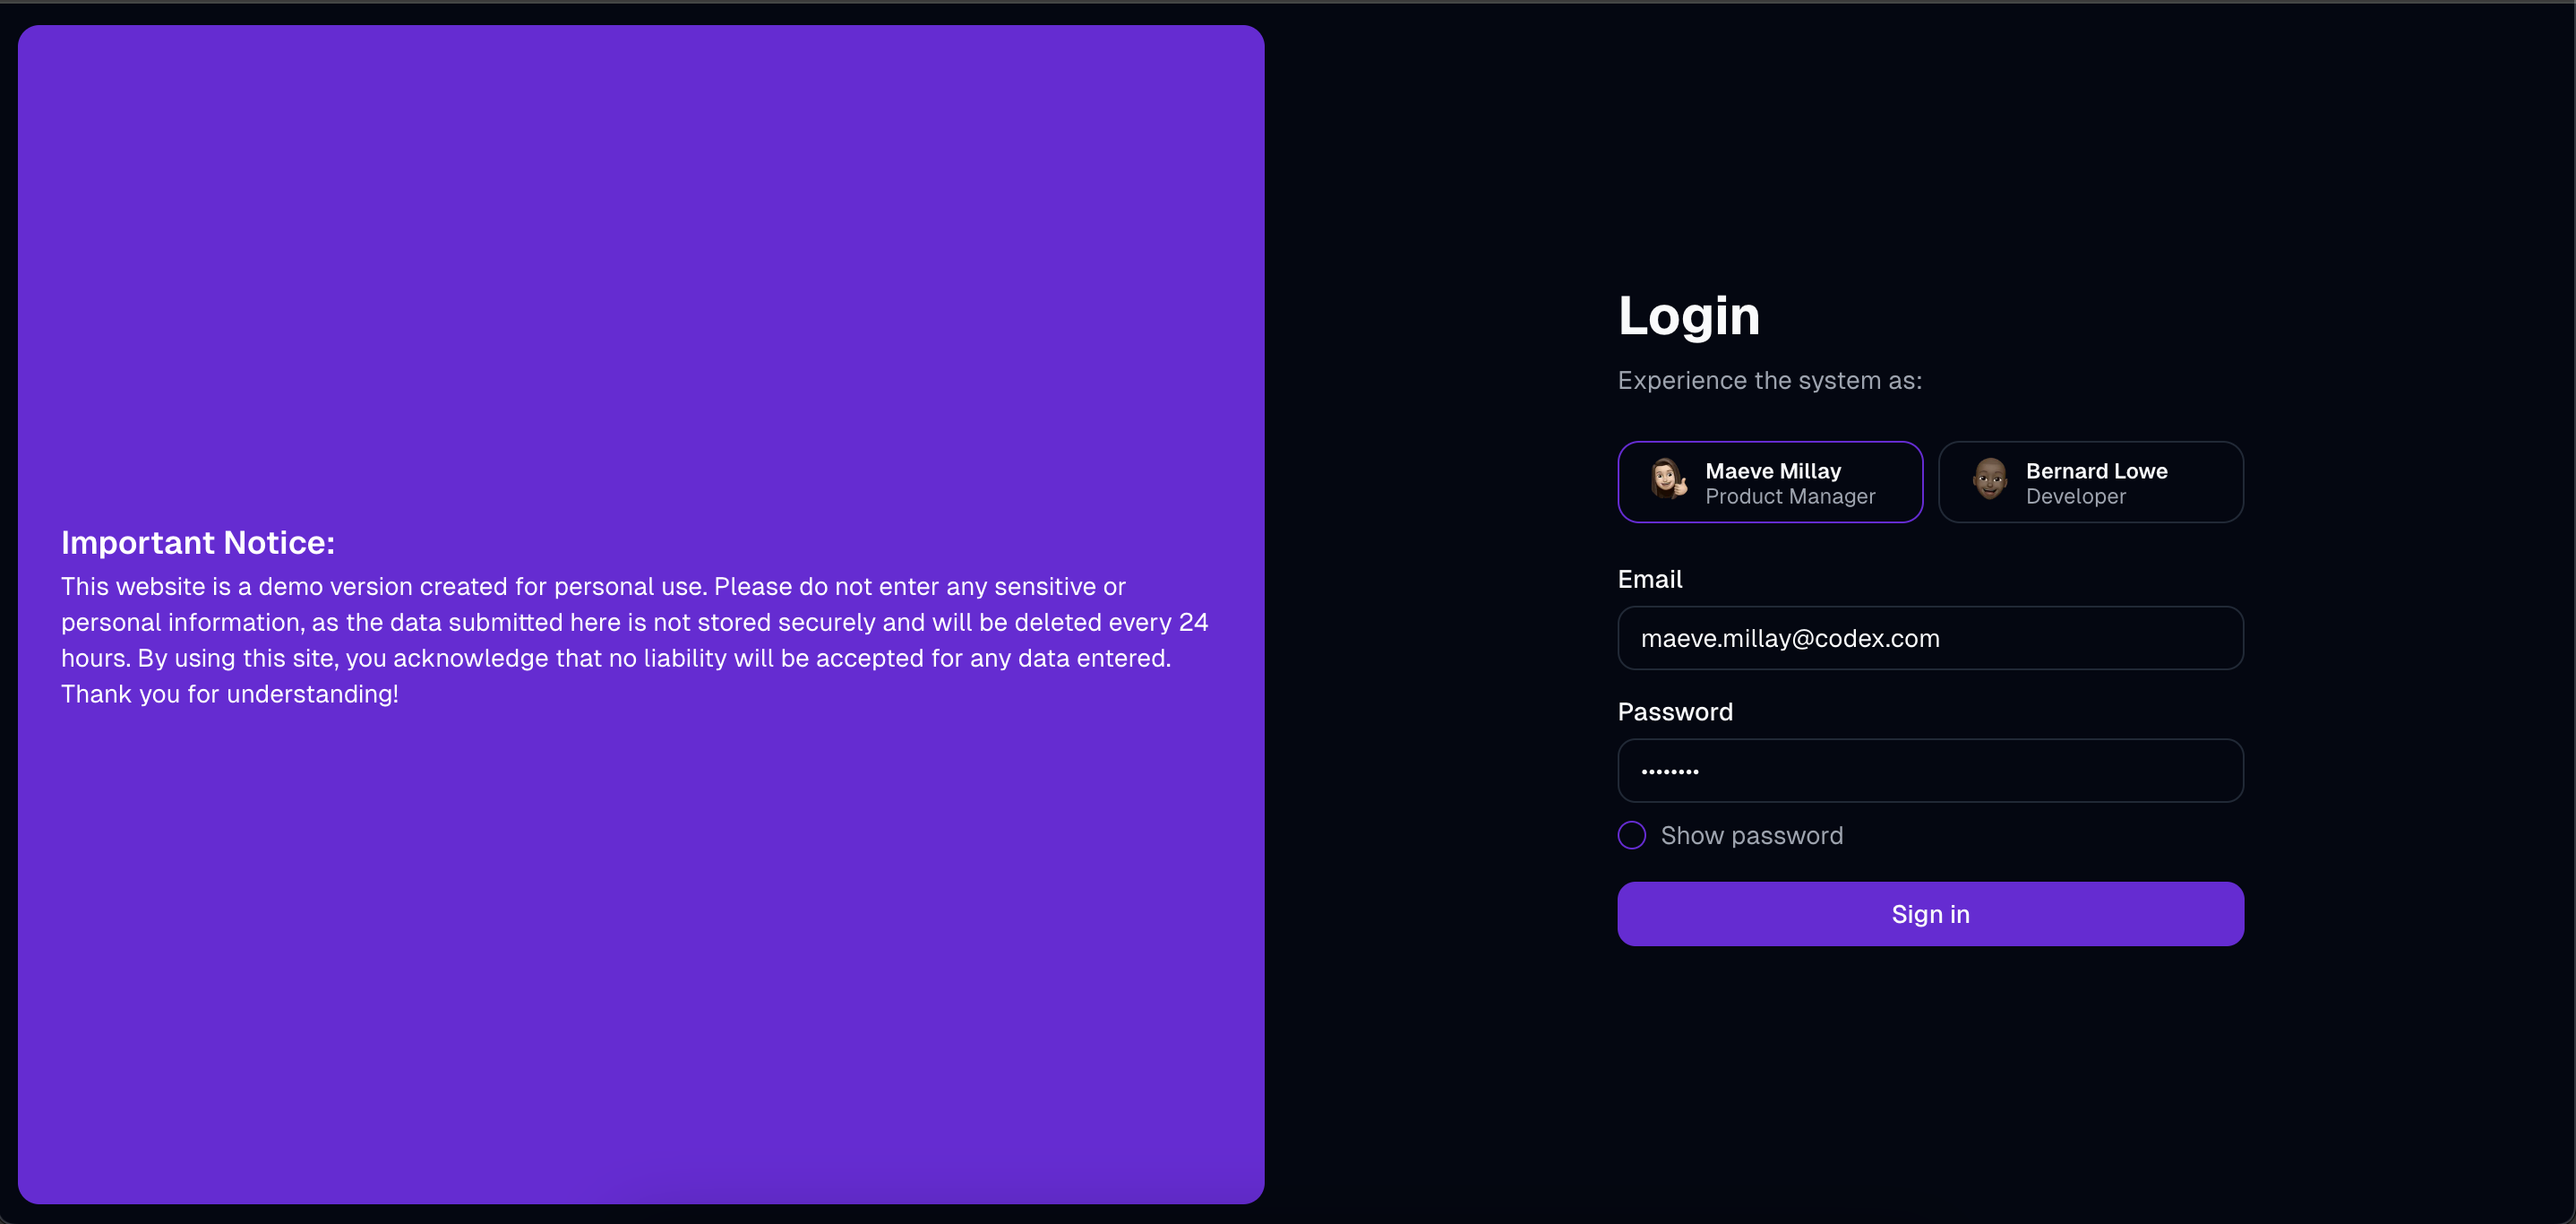 Important Notice:
This website is a demo version created for personal use. Please do not enter any sensitive or
personal information, as the data submitted here is not stored securely and will be deleted every 24
hours. By using this site, you acknowledge that no liability will be accepted for any data entered.
Thank you for understanding!
Login
Experience the system as:
Maeve Millay
Product Manager
Bernard Lowe
Developer
Email
maeve.millay@codex.com
Password
••••••••
Show password
Sign in